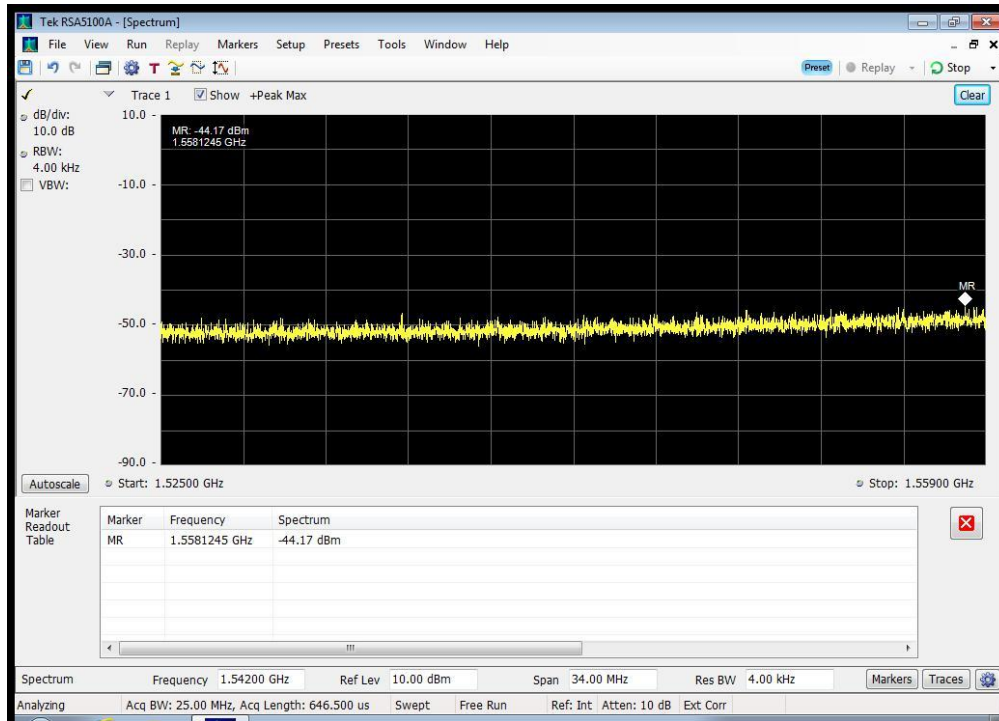 Tek RSA5100A - [Spectrum]
File View Run Replay Markers Setup Presets Tools Window Help
T Preset Replay Stop
Trace 1 Show +Peak Max Clear
dB/div:
10.0 dB
RBW:
4.00 kHz
VBW:
10.0
-10.0
-30.0
-50.0
-70.0
-90.0
MR: -44.17 dBm
1.5581245 GHz
MR
Autoscale Start: 1.52500 GHz Stop: 1.55900 GHz
Marker
Readout
Table
Marker Frequency Spectrum
MR 1.5581245 GHz -44.17 dBm
Spectrum Frequency 1.54200 GHz Ref Lev 10.00 dBm Span 34.00 MHz Res BW 4.00 kHz Markers Traces
Analyzing Acq BW: 25.00 MHz, Acq Length: 646.500 us Swept Free Run Ref: Int Atten: 10 dB Ext Corr